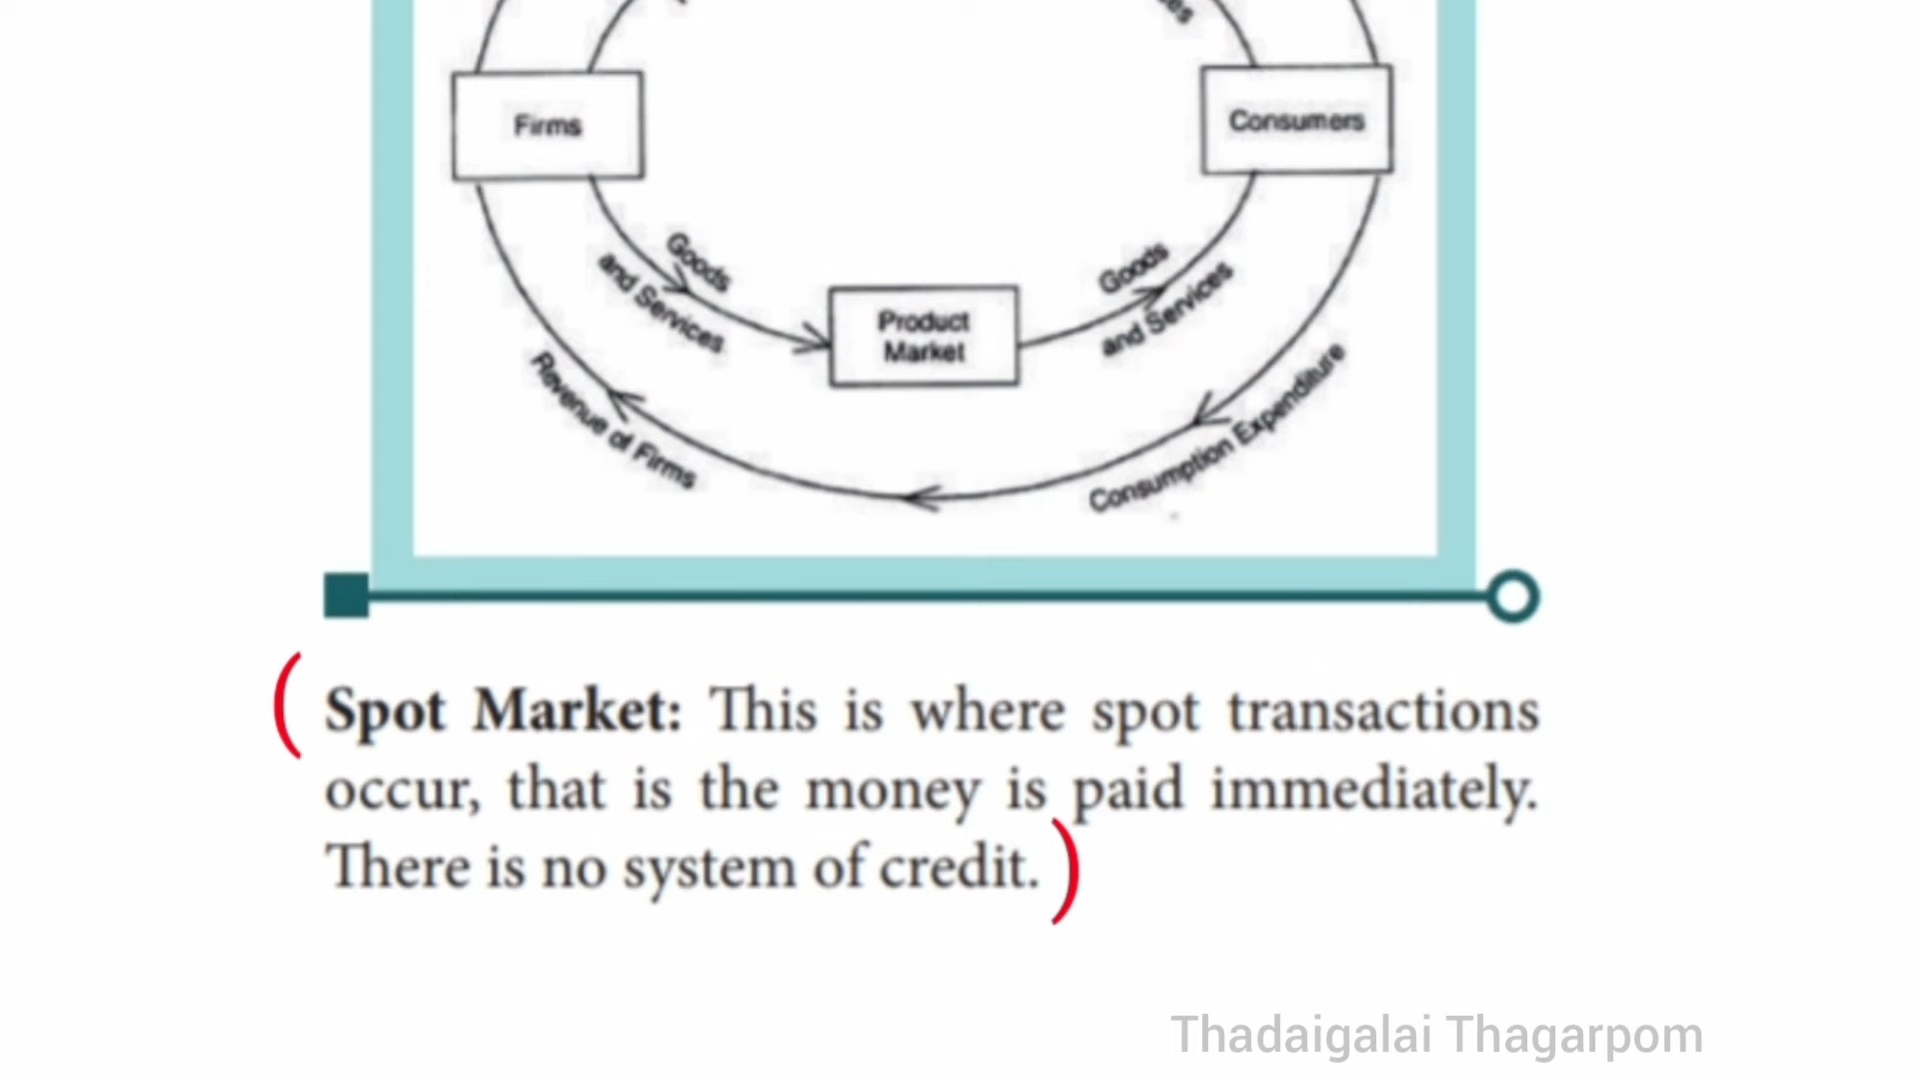 Firms
Consumers
Goods
and Services
Product
Market
Goods
and Services
Revenue of Firms
Consumption Expenditure
Spot Market: This is where spot transactions
occur, that is the money is paid immediately.
There is no system of credit.
Thadaigalai Thagarpom